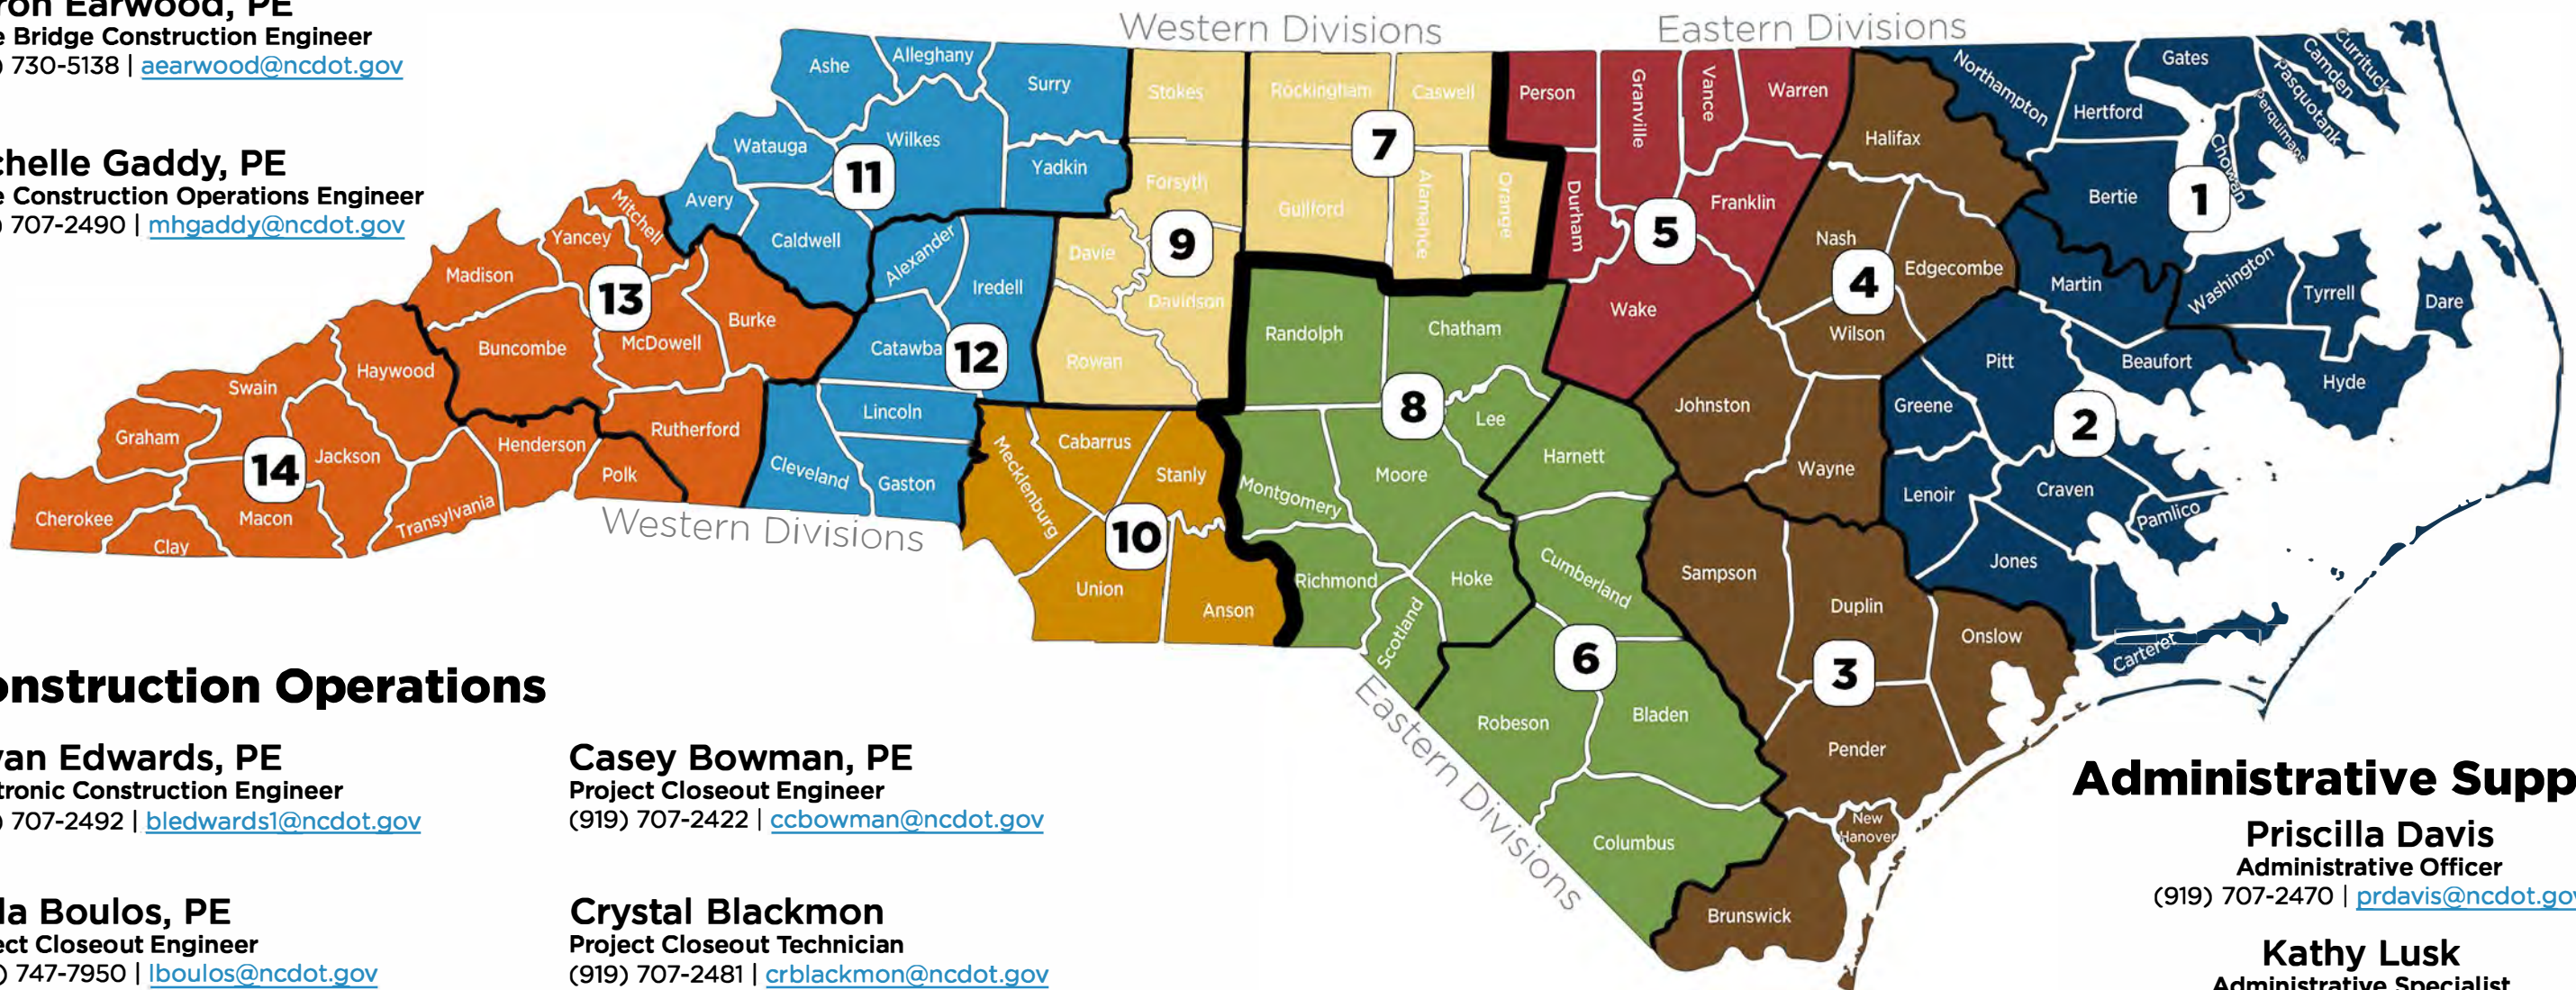 ron Earwood, PE
e Bridge Construction Engineer
) 730-5138 | aearwood@ncdot.gov
chelle Gaddy, PE
e Construction Operations Engineer
) 707-2490 | mhgaddy@ncdot.gov
Western Divisions
Eastern Divisions
Ashe
Alleghany
Surry
Watauga
Wilkes
11
Yadkin
Avery
Caldwell
Stokes
Rockingham
Caswell
7
Forsyth
Guilford
Alamance
Orange
9
Davie
Davidson
Rowan
Person
Granville
Vance
Warren
Durham
Franklin
5
Wake
Halifax
Nash
Edgecombe
4
Wilson
Johnston
Wayne
Northampton
Hertford
Gates
Currituck
Camden
Pasquotank
Perquimans
Chowan
Bertie
1
Martin
Washington
Tyrrell
Dare
Hyde
Beaufort
Pitt
2
Greene
Lenoir
Craven
Pamlico
Jones
Carteret
Mitchell
Yancey
Madison
13
Burke
McDowell
Buncombe
Rutherford
Alexander
Iredell
Catawba
12
Lincoln
Cleveland
Gaston
Haywood
Swain
Graham
14
Jackson
Henderson
Polk
Transylvania
Macon
Cherokee
Clay
Western Divisions
Mecklenburg
Cabarrus
Stanly
10
Union
Anson
Randolph
Chatham
8
Lee
Moore
Montgomery
Richmond
Hoke
Scotland
Harnett
Cumberland
6
Robeson
Bladen
Columbus
Eastern Divisions
Sampson
Duplin
Onslow
3
Pender
New
Hanover
Brunswick
onstruction Operations
van Edwards, PE
tronic Construction Engineer
) 707-2492 | bledwards1@ncdot.gov
Casey Bowman, PE
Project Closeout Engineer
(919) 707-2422 | ccbowman@ncdot.gov
la Boulos, PE
ect Closeout Engineer
) 747-7950 | lboulos@ncdot.gov
Crystal Blackmon
Project Closeout Technician
(919) 707-2481 | crblackmon@ncdot.gov
Administrative Supp
Priscilla Davis
Administrative Officer
(919) 707-2470 | prdavis@ncdot.gov
Kathy Lusk
Administrative Specialist